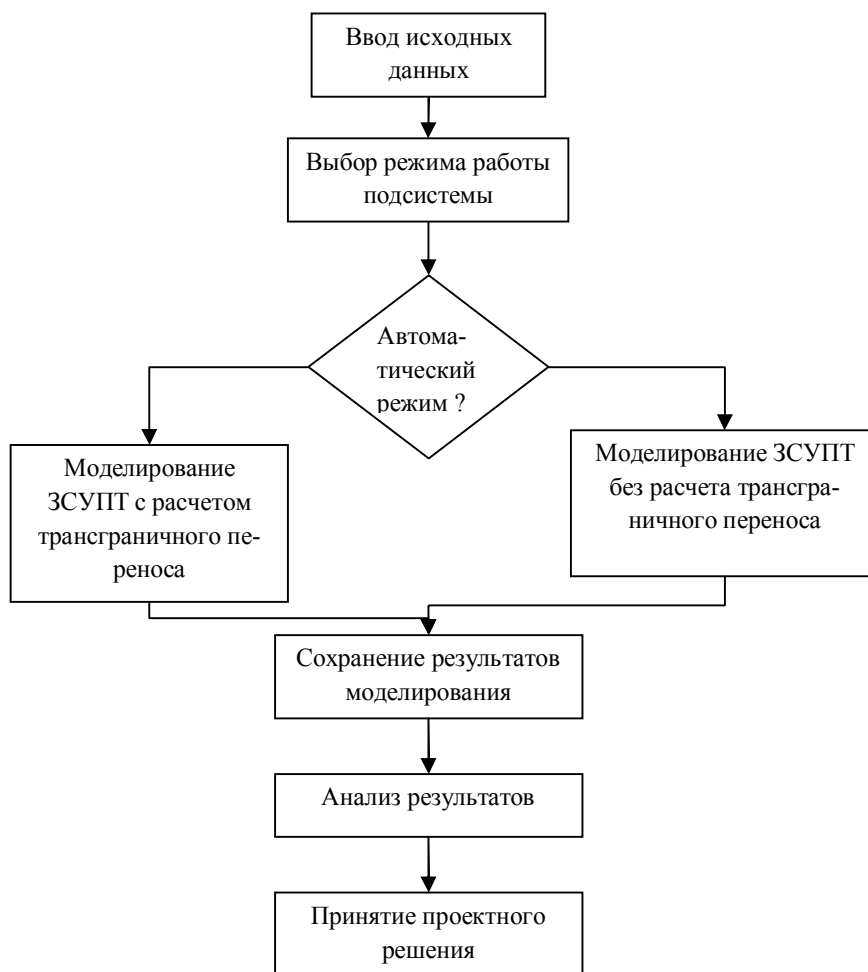 Ввод исходных
данных
Выбор режима работы
подсистемы
Автома-
тический
режим ?
Моделирование
ЗСУПТ с расчетом
трансграничного пе-
реноса
Моделирование ЗСУПТ
без расчета трансгра-
ничного переноса
Сохранение результатов
моделирования
Анализ результатов
Принятие проектного
решения